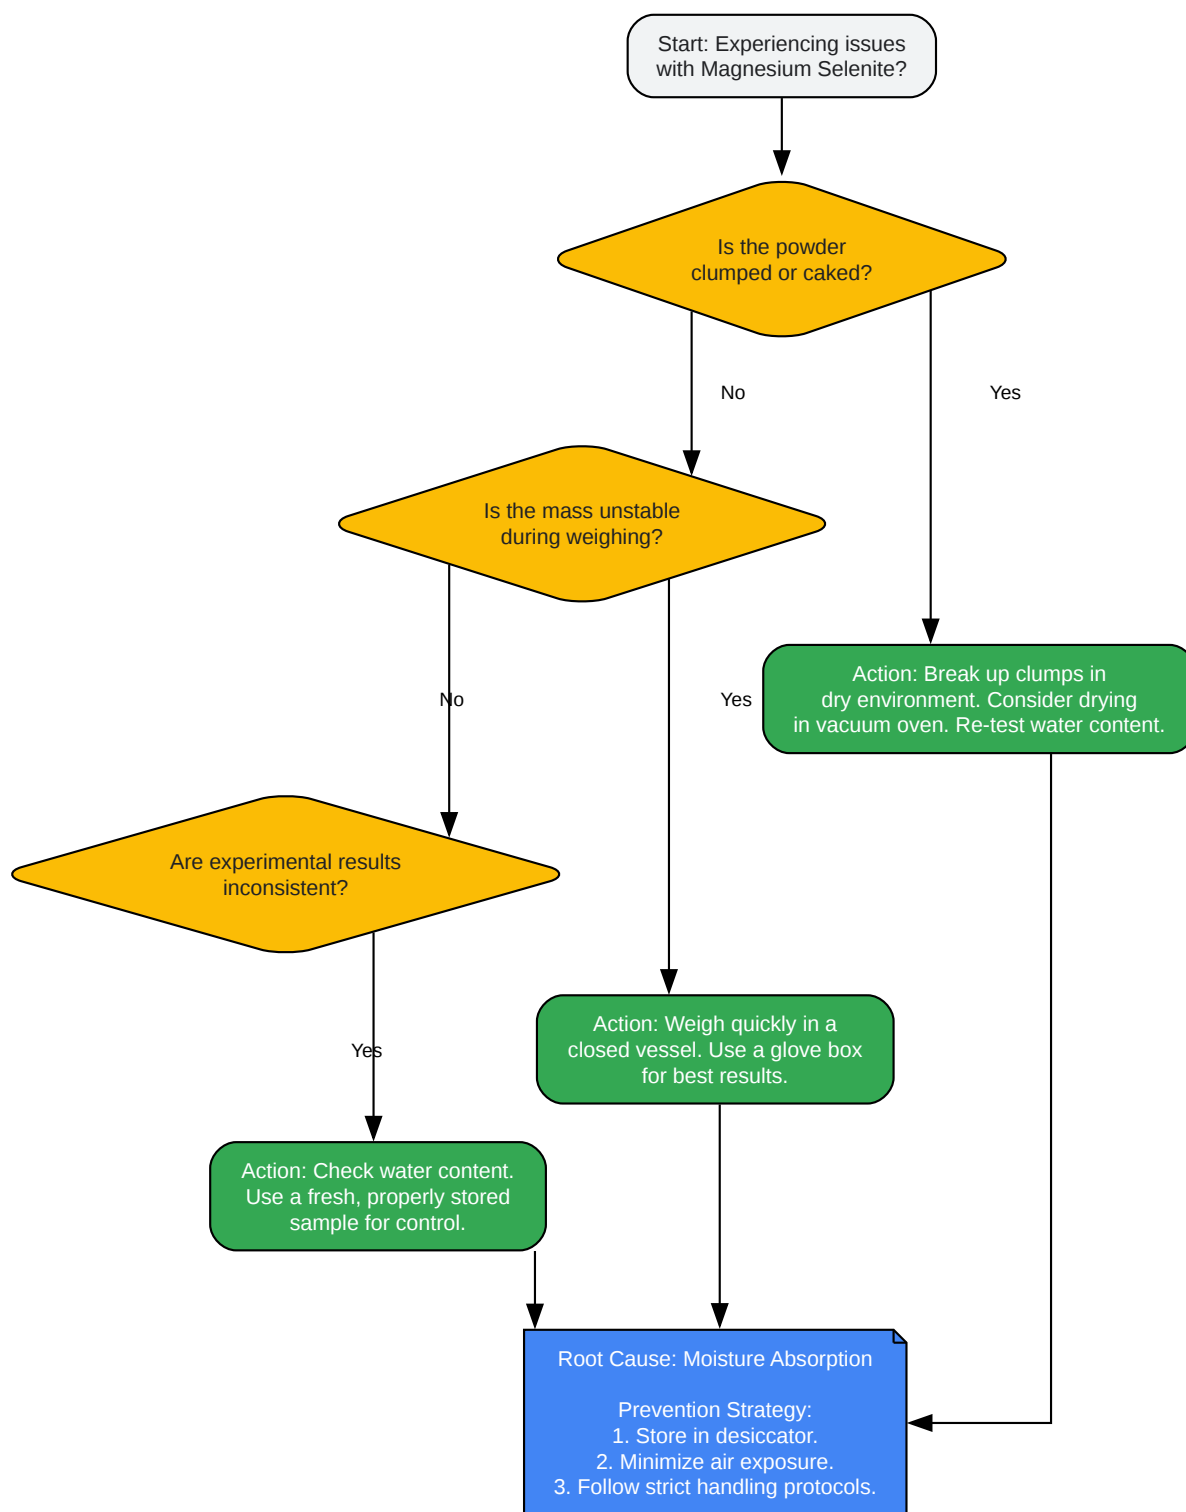 Start: Experiencing issues
with Magnesium Selenite?
Is the powder
clumped or caked?
No
Yes
Is the mass unstable
during weighing?
No
Yes
Action: Break up clumps in
dry environment. Consider drying
in vacuum oven. Re-test water content.
Are experimental results
inconsistent?
Yes
Action: Weigh quickly in a
closed vessel. Use a glove box
for best results.
Action: Check water content.
Use a fresh, properly stored
sample for control.
Root Cause: Moisture Absorption
Prevention Strategy:
1. Store in desiccator.
2. Minimize air exposure.
3. Follow strict handling protocols.